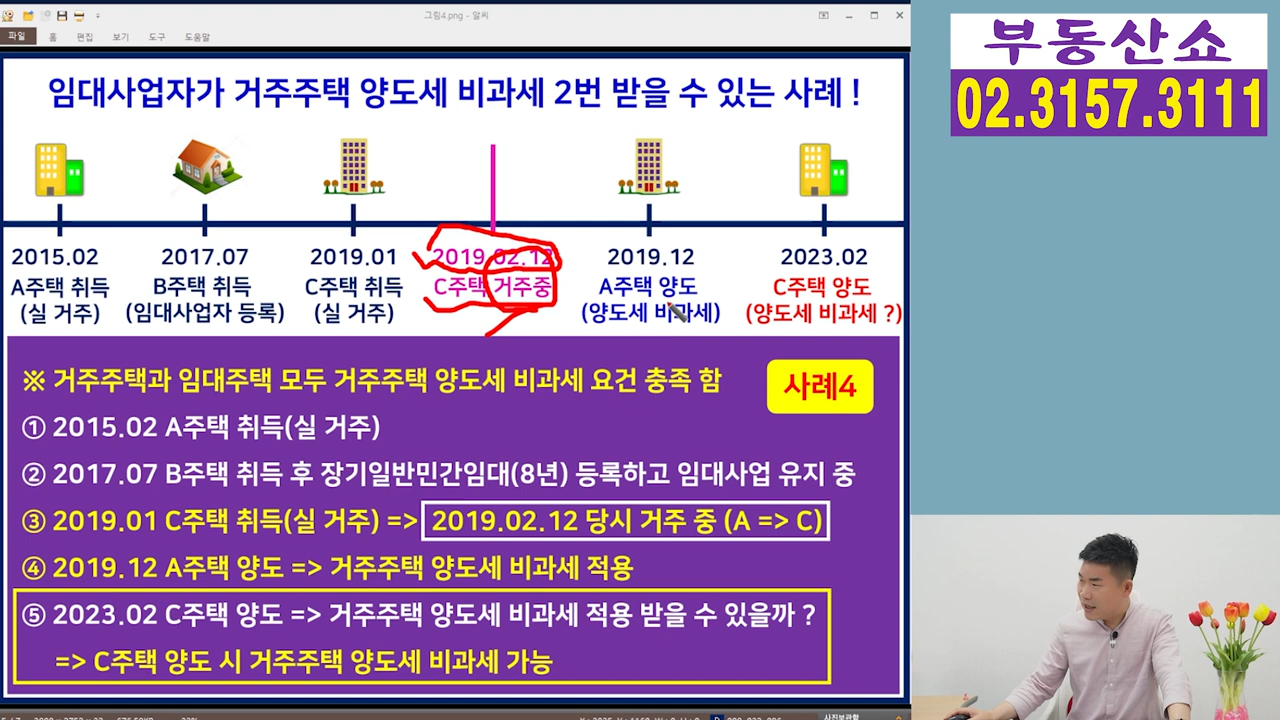 그림4.png - 알씨
파일 홈 편집 보기 도구 도움말
부동산쇼
02.3157.3111
임대사업자가 거주주택 양도세 비과세 2번 받을 수 있는 사례 !
2015.02
A주택 취득
(실 거주)
2017.07
B주택 취득
(임대사업자 등록)
2019.01
C주택 취득
(실 거주)
2019.02.12
C주택 거주중
2019.12
A주택 양도
(양도세 비과세)
2023.02
C주택 양도
(양도세 비과세 ?)
※ 거주주택과 임대주택 모두 거주주택 양도세 비과세 요건 충족 함
사례4
① 2015.02 A주택 취득(실 거주)
② 2017.07 B주택 취득 후 장기일반민간임대(8년) 등록하고 임대사업 유지 중
③ 2019.01 C주택 취득(실 거주) => 2019.02.12 당시 거주 중 (A => C)
④ 2019.12 A주택 양도 => 거주주택 양도세 비과세 적용
⑤ 2023.02 C주택 양도 => 거주주택 양도세 비과세 적용 받을 수 있을까 ?
=> C주택 양도 시 거주주택 양도세 비과세 가능